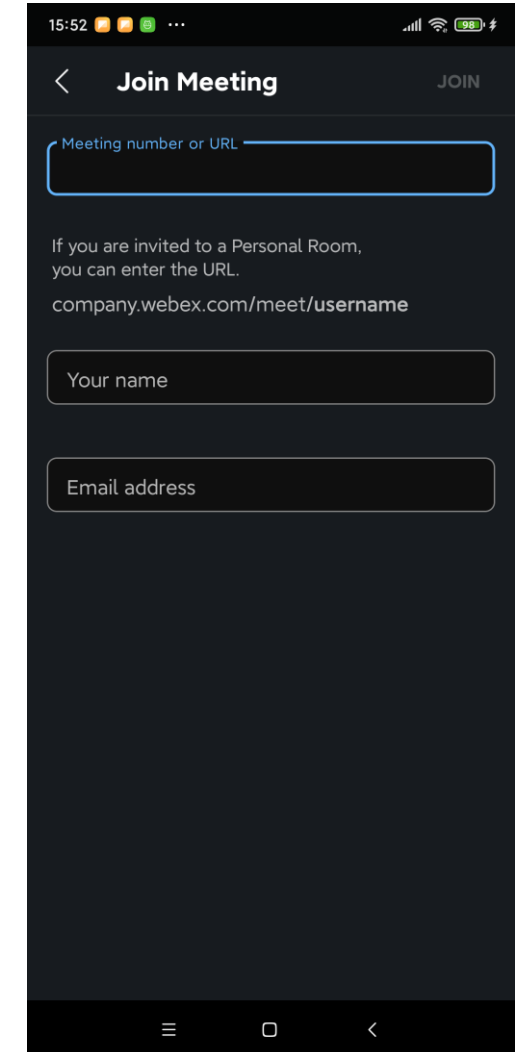 15:52 ... 98
Join Meeting JOIN
Meeting number or URL
If you are invited to a Personal Room,
you can enter the URL.
company.webex.com/meet/username
Your name
Email address